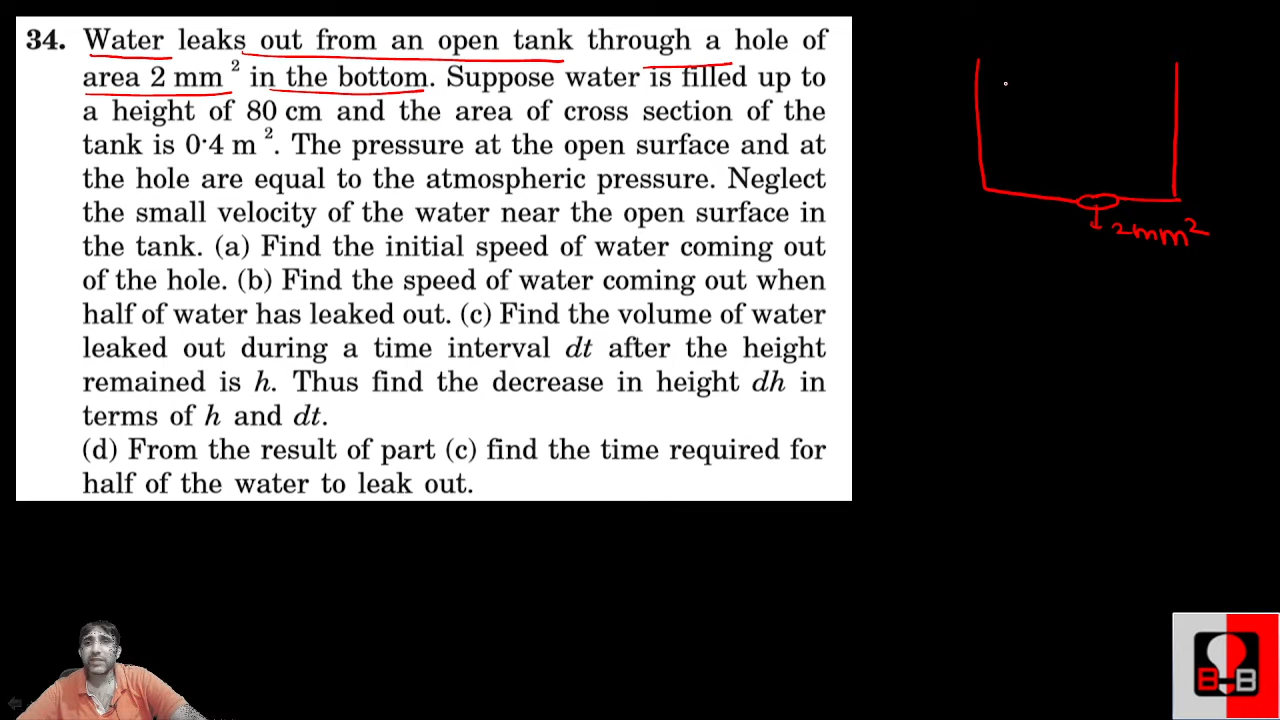 34. Water leaks out from an open tank through a hole of
area 2 mm² in the bottom. Suppose water is filled up to
a height of 80 cm and the area of cross section of the
tank is 0·4 m². The pressure at the open surface and at
the hole are equal to the atmospheric pressure. Neglect
the small velocity of the water near the open surface in
the tank. (a) Find the initial speed of water coming out
of the hole. (b) Find the speed of water coming out when
half of water has leaked out. (c) Find the volume of water
leaked out during a time interval dt after the height
remained is h. Thus find the decrease in height dh in
terms of h and dt.
(d) From the result of part (c) find the time required for
half of the water to leak out.
2mm²
B B